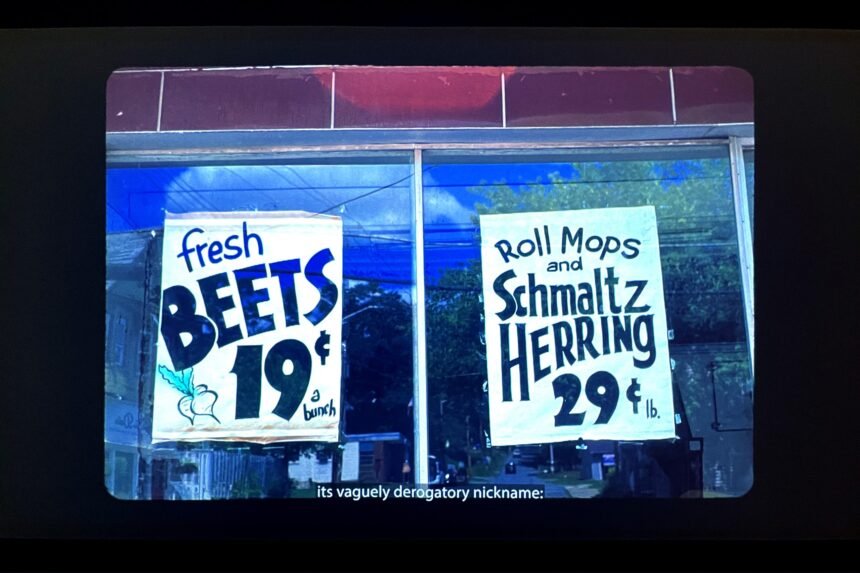 fresh
BEETS
19¢
a
bunch
Roll Mops
and
Schmaltz
HERRING
29¢ lb.
its vaguely derogatory nickname: